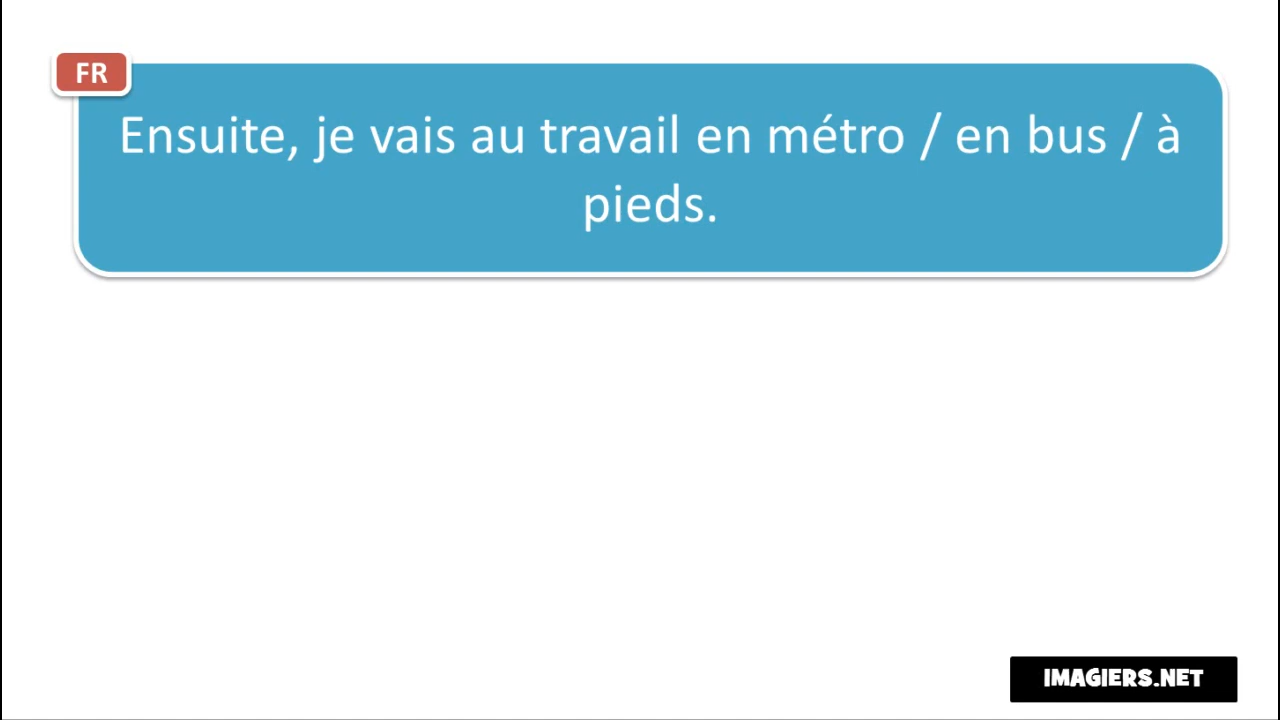 FR
Ensuite, je vais au travail en métro / en bus / à
pieds.
IMAGIERS.NET